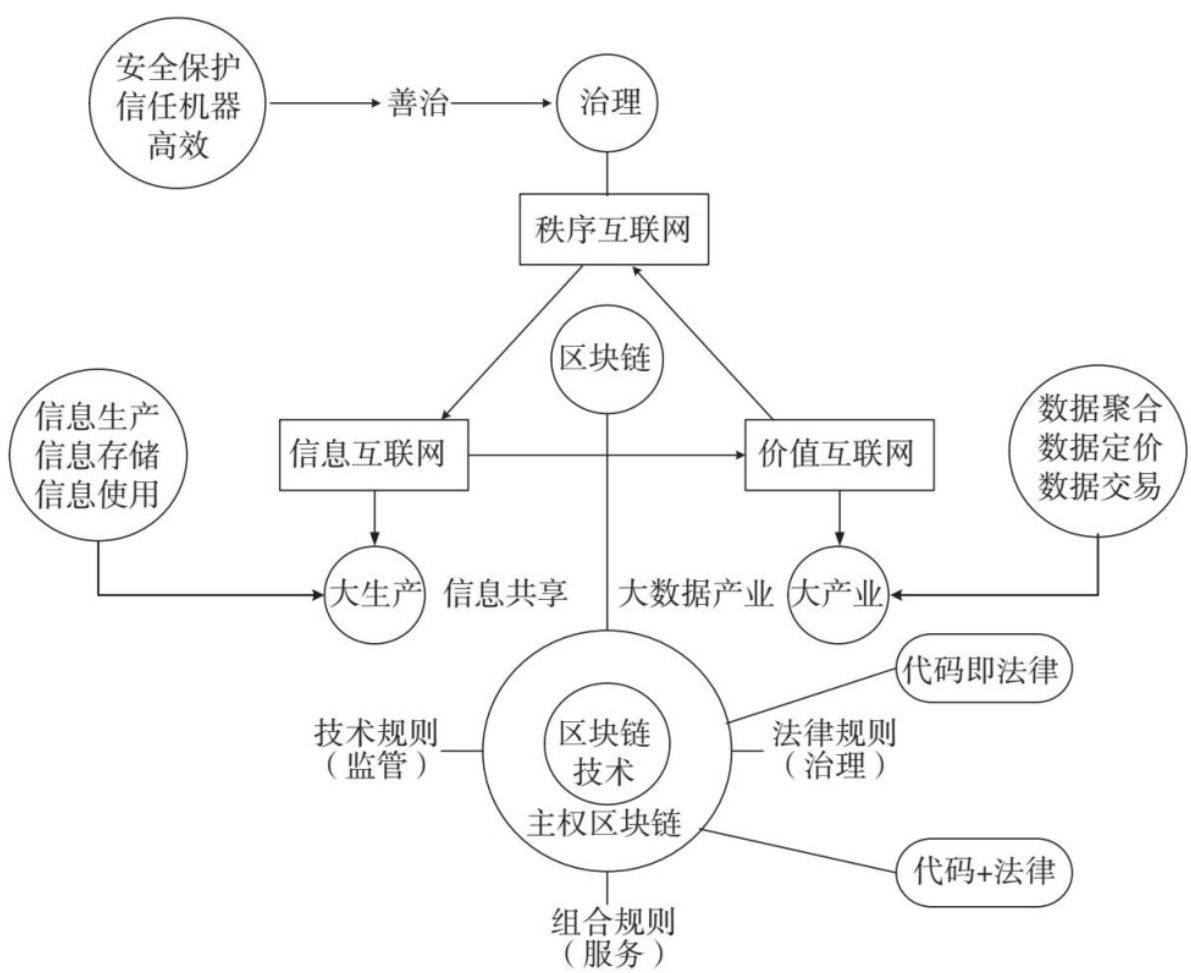 安全保护
信任机器
高效
善治
治理
秩序互联网
区块链
信息生产
信息存储
信息使用
信息互联网
价值互联网
数据聚合
数据定价
数据交易
大生产
信息共享
大数据产业
大产业
代码即法律
技术规则
（监管）
区块链
技术
主权区块链
法律规则
（治理）
代码+法律
组合规则
（服务）